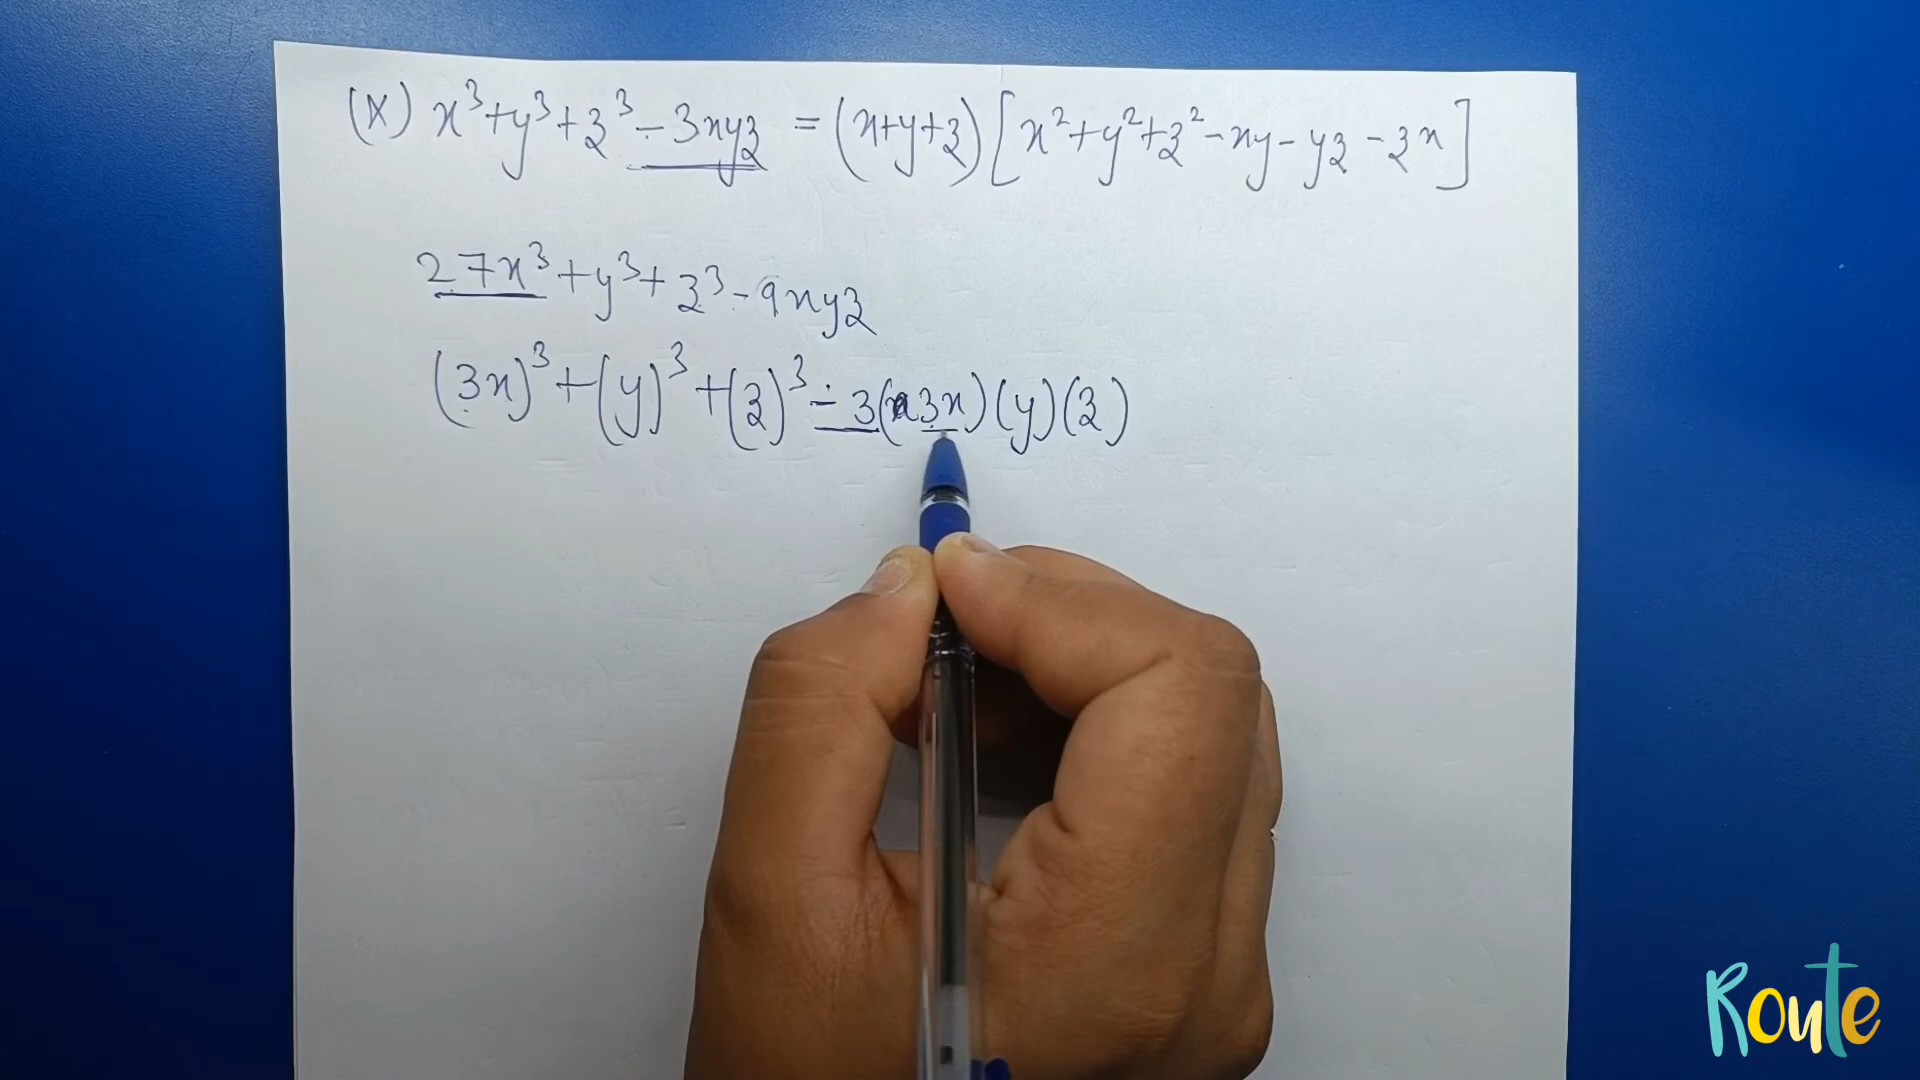 (X) x³+y³+z³-3xyz = (x+y+z)[x²+y²+z²-xy-yz-zx]
27x³+y³+z³-9xyz
(3x)³+(y)³+(z)³-3(3x)(y)(z)
Route